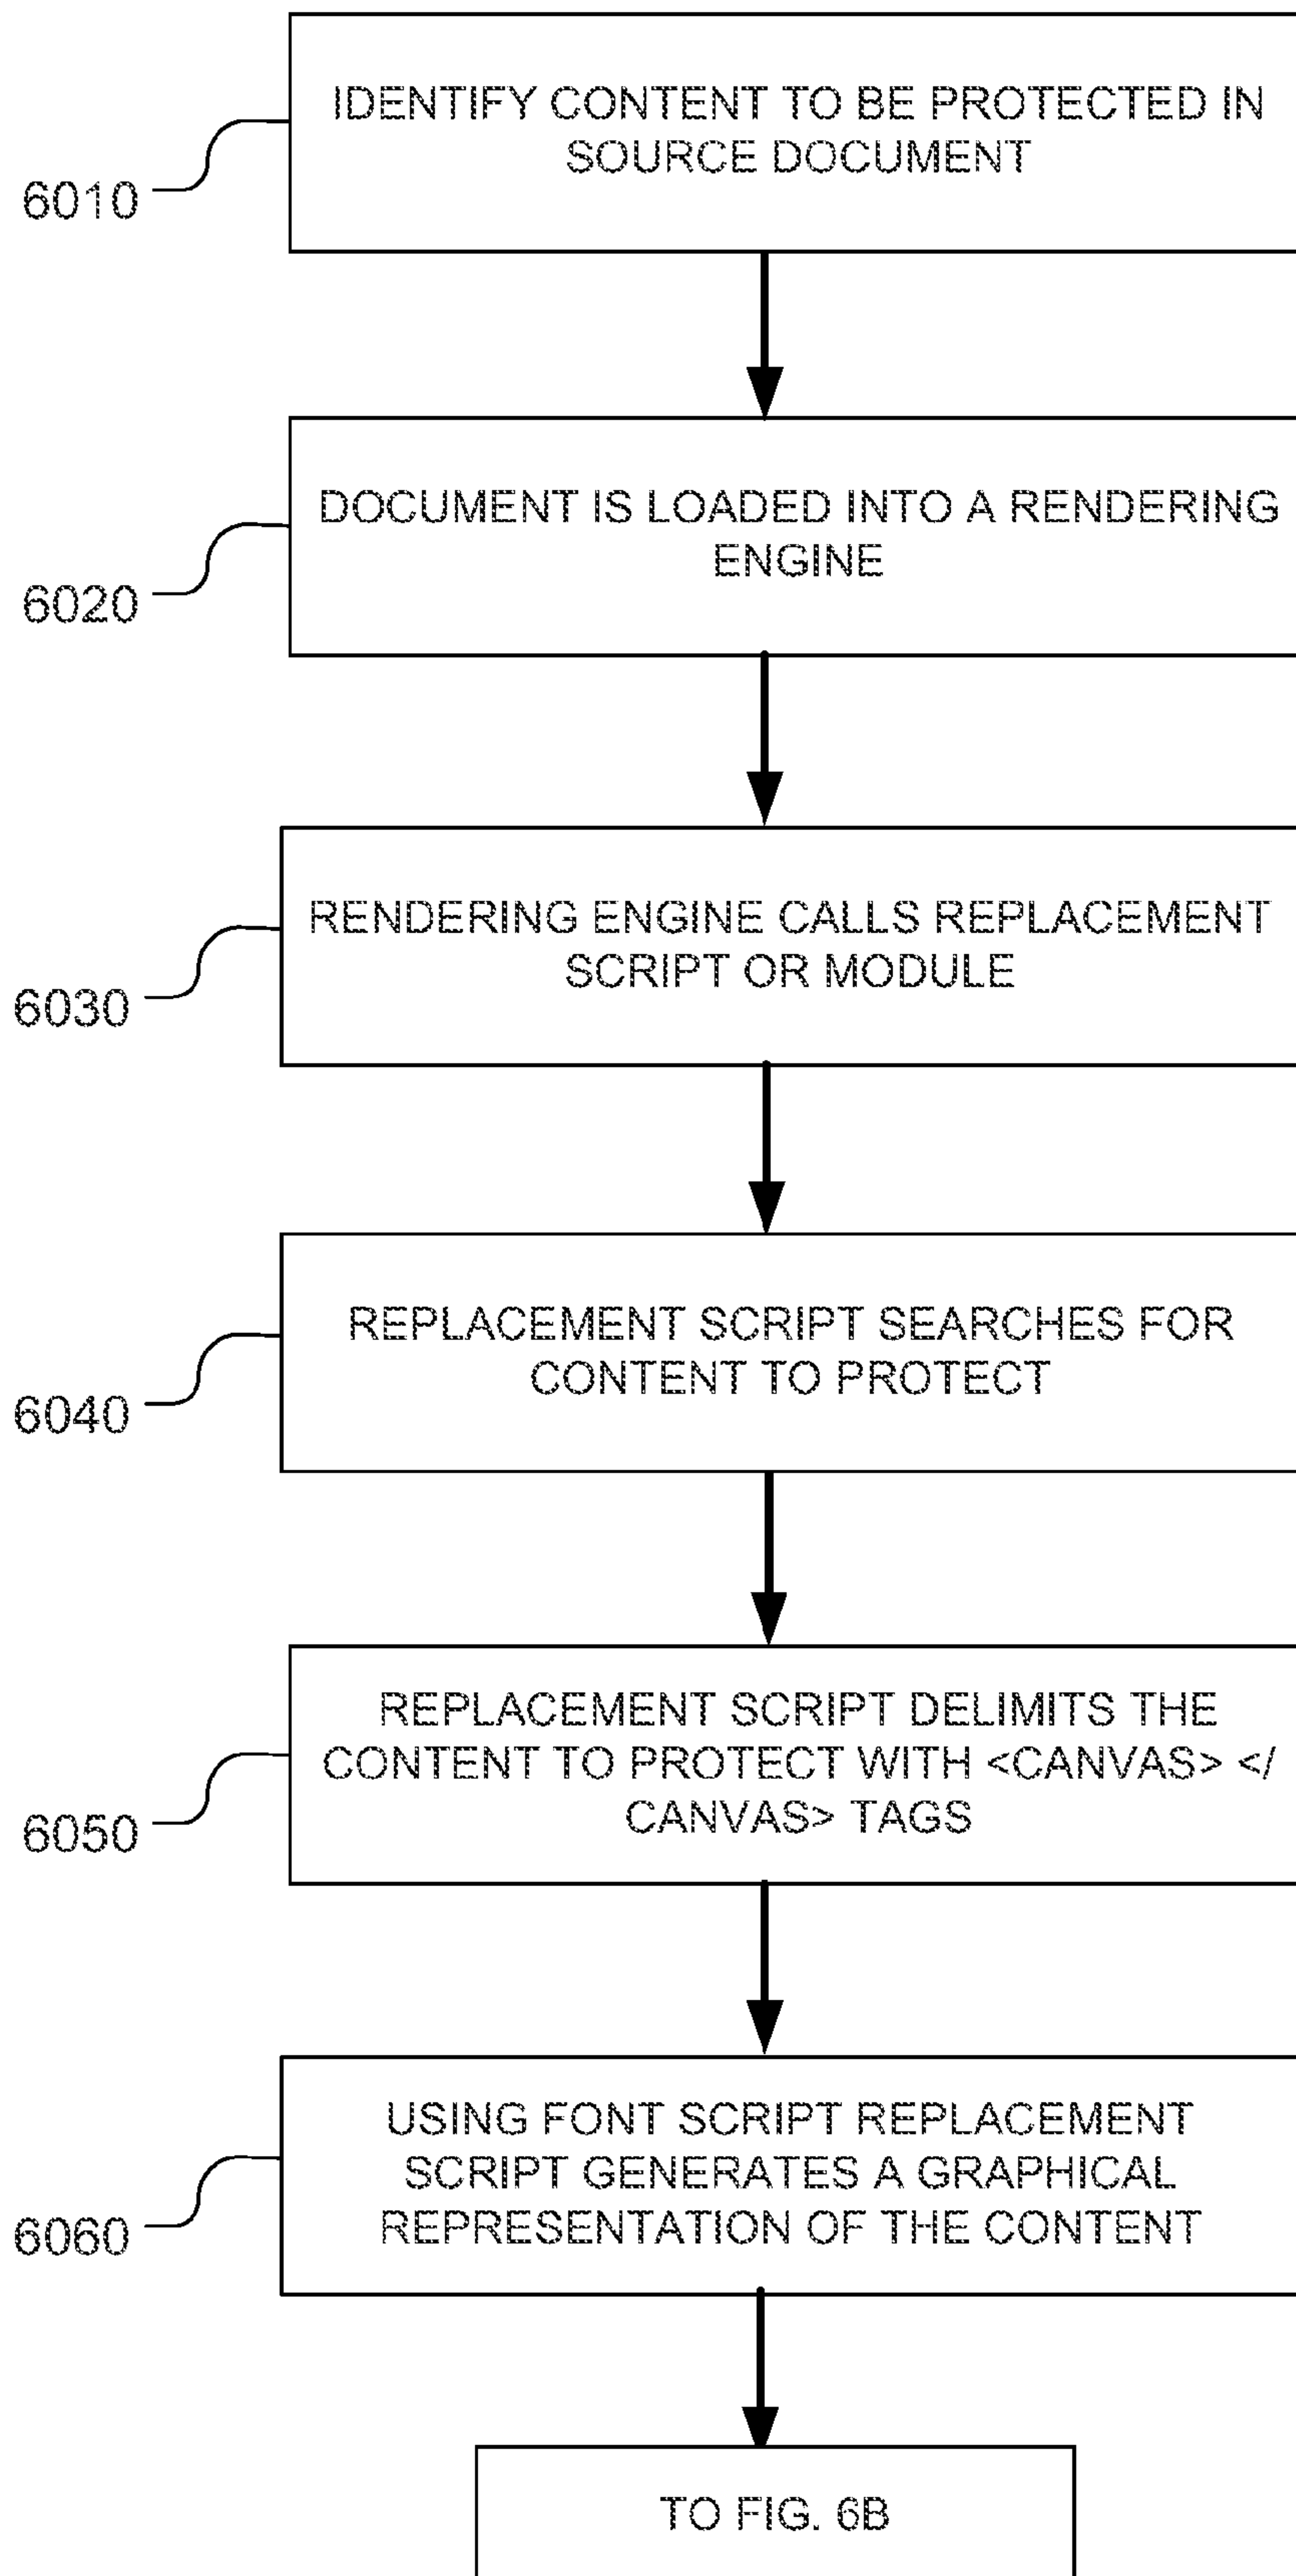 IDENTIFY CONTENT TO BE PROTECTED IN
SOURCE DOCUMENT
6010
DOCUMENT IS LOADED INTO A RENDERING
ENGINE
6020
RENDERING ENGINE CALLS REPLACEMENT
SCRIPT OR MODULE
6030
REPLACEMENT SCRIPT SEARCHES FOR
CONTENT TO PROTECT
6040
REPLACEMENT SCRIPT DELIMITS THE
CONTENT TO PROTECT WITH <CANVAS> </
CANVAS> TAGS
6050
USING FONT SCRIPT REPLACEMENT
SCRIPT GENERATES A GRAPHICAL
REPRESENTATION OF THE CONTENT
6060
TO FIG. 6B